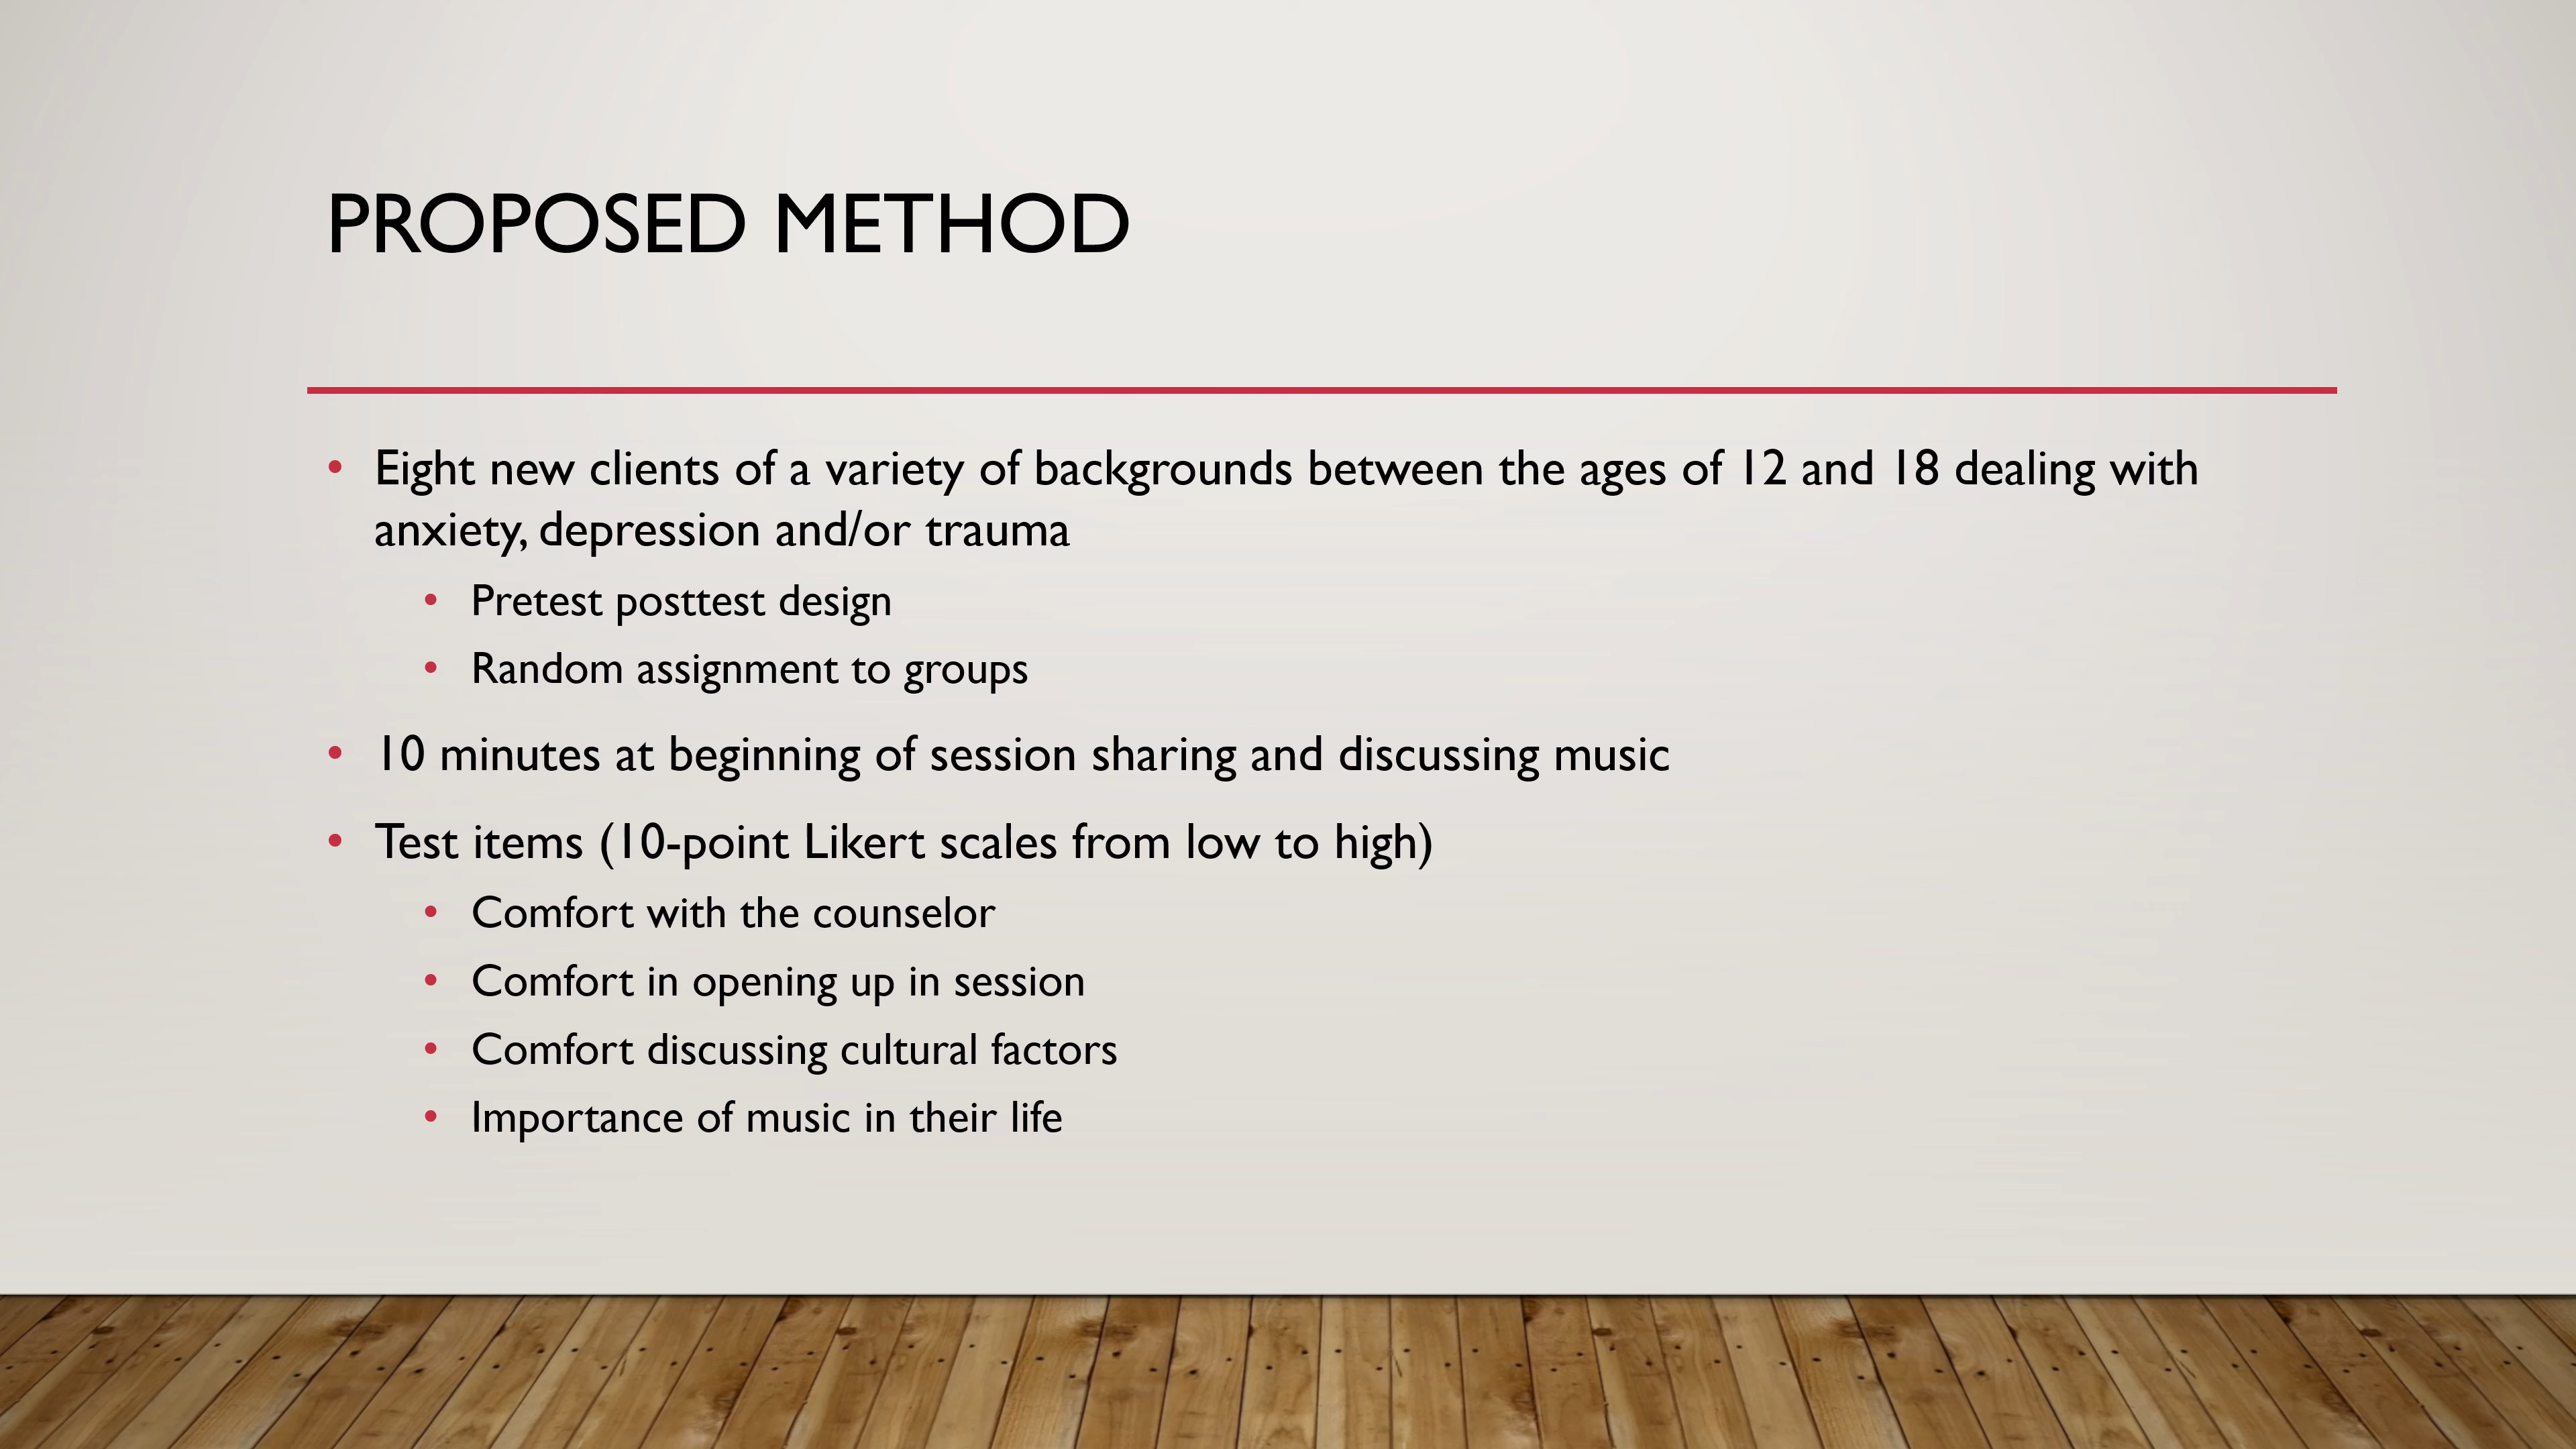 PROPOSED METHOD
• Eight new clients of a variety of backgrounds between the ages of 12 and 18 dealing with
anxiety, depression and/or trauma
• Pretest posttest design
• Random assignment to groups
• 10 minutes at beginning of session sharing and discussing music
• Test items (10-point Likert scales from low to high)
• Comfort with the counselor
• Comfort in opening up in session
• Comfort discussing cultural factors
• Importance of music in their life